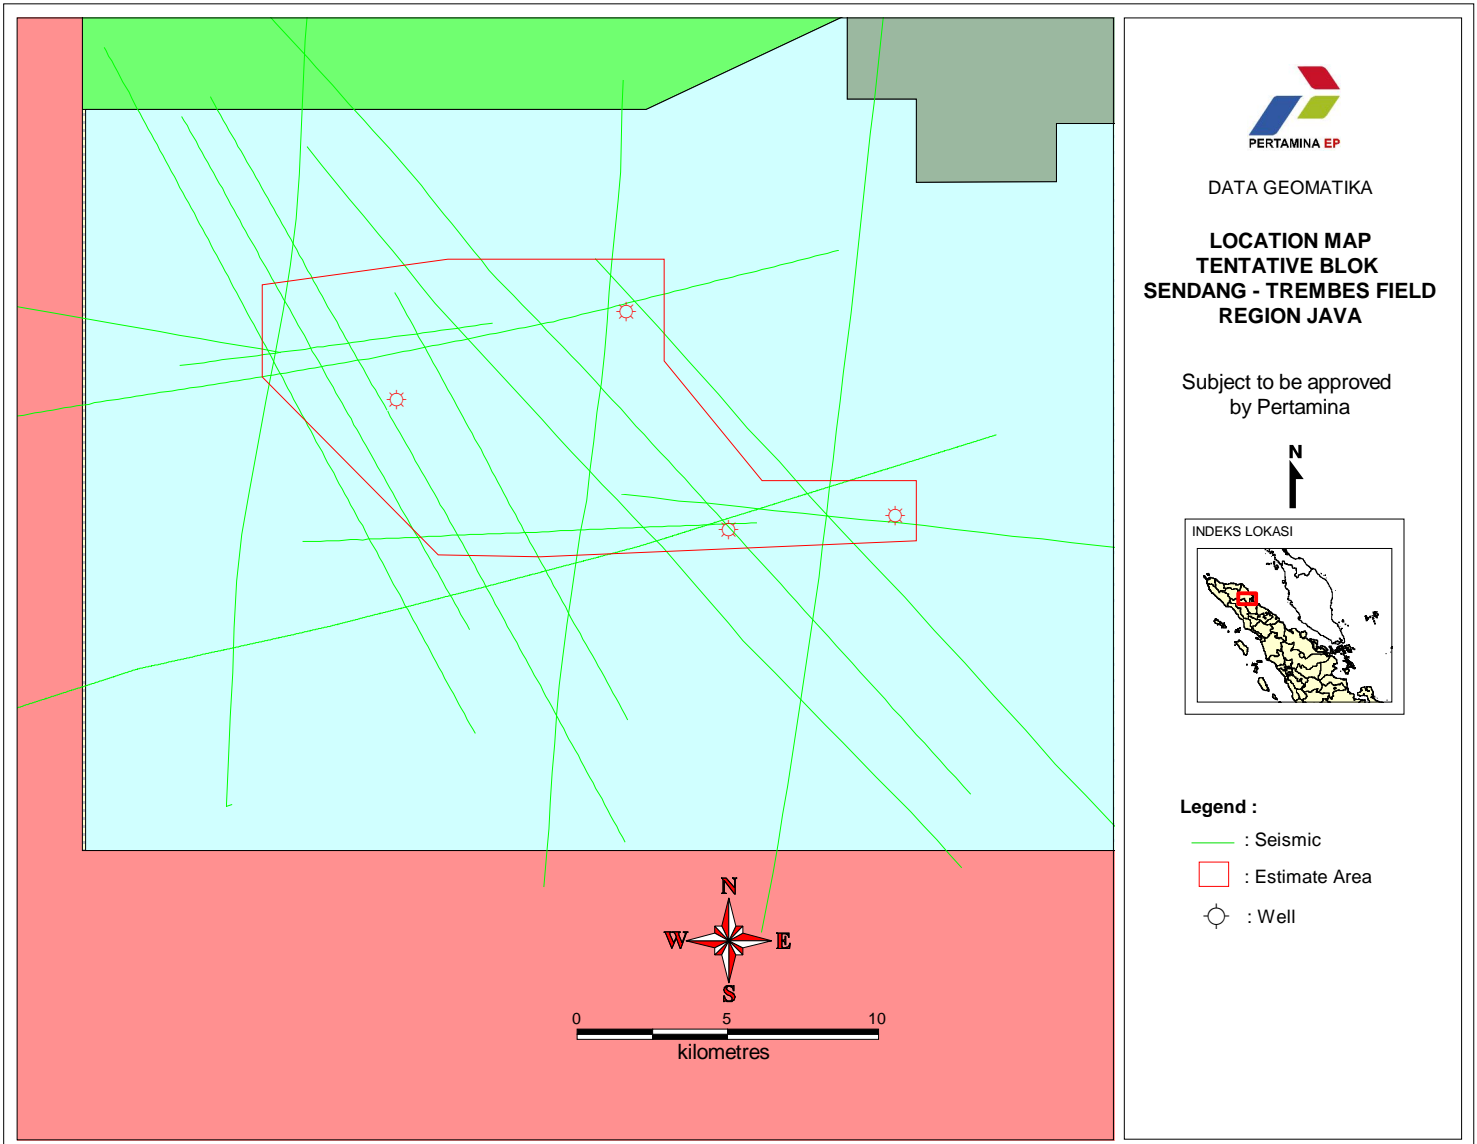 PERTAMINA EP
DATA GEOMATIKA
LOCATION MAP
TENTATIVE BLOK
SENDANG - TREMBES FIELD
REGION JAVA
Subject to be approved
by Pertamina
N
INDEKS LOKASI
Legend :
: Seismic
: Estimate Area
: Well
N
W E
S
0 5 10
kilometres